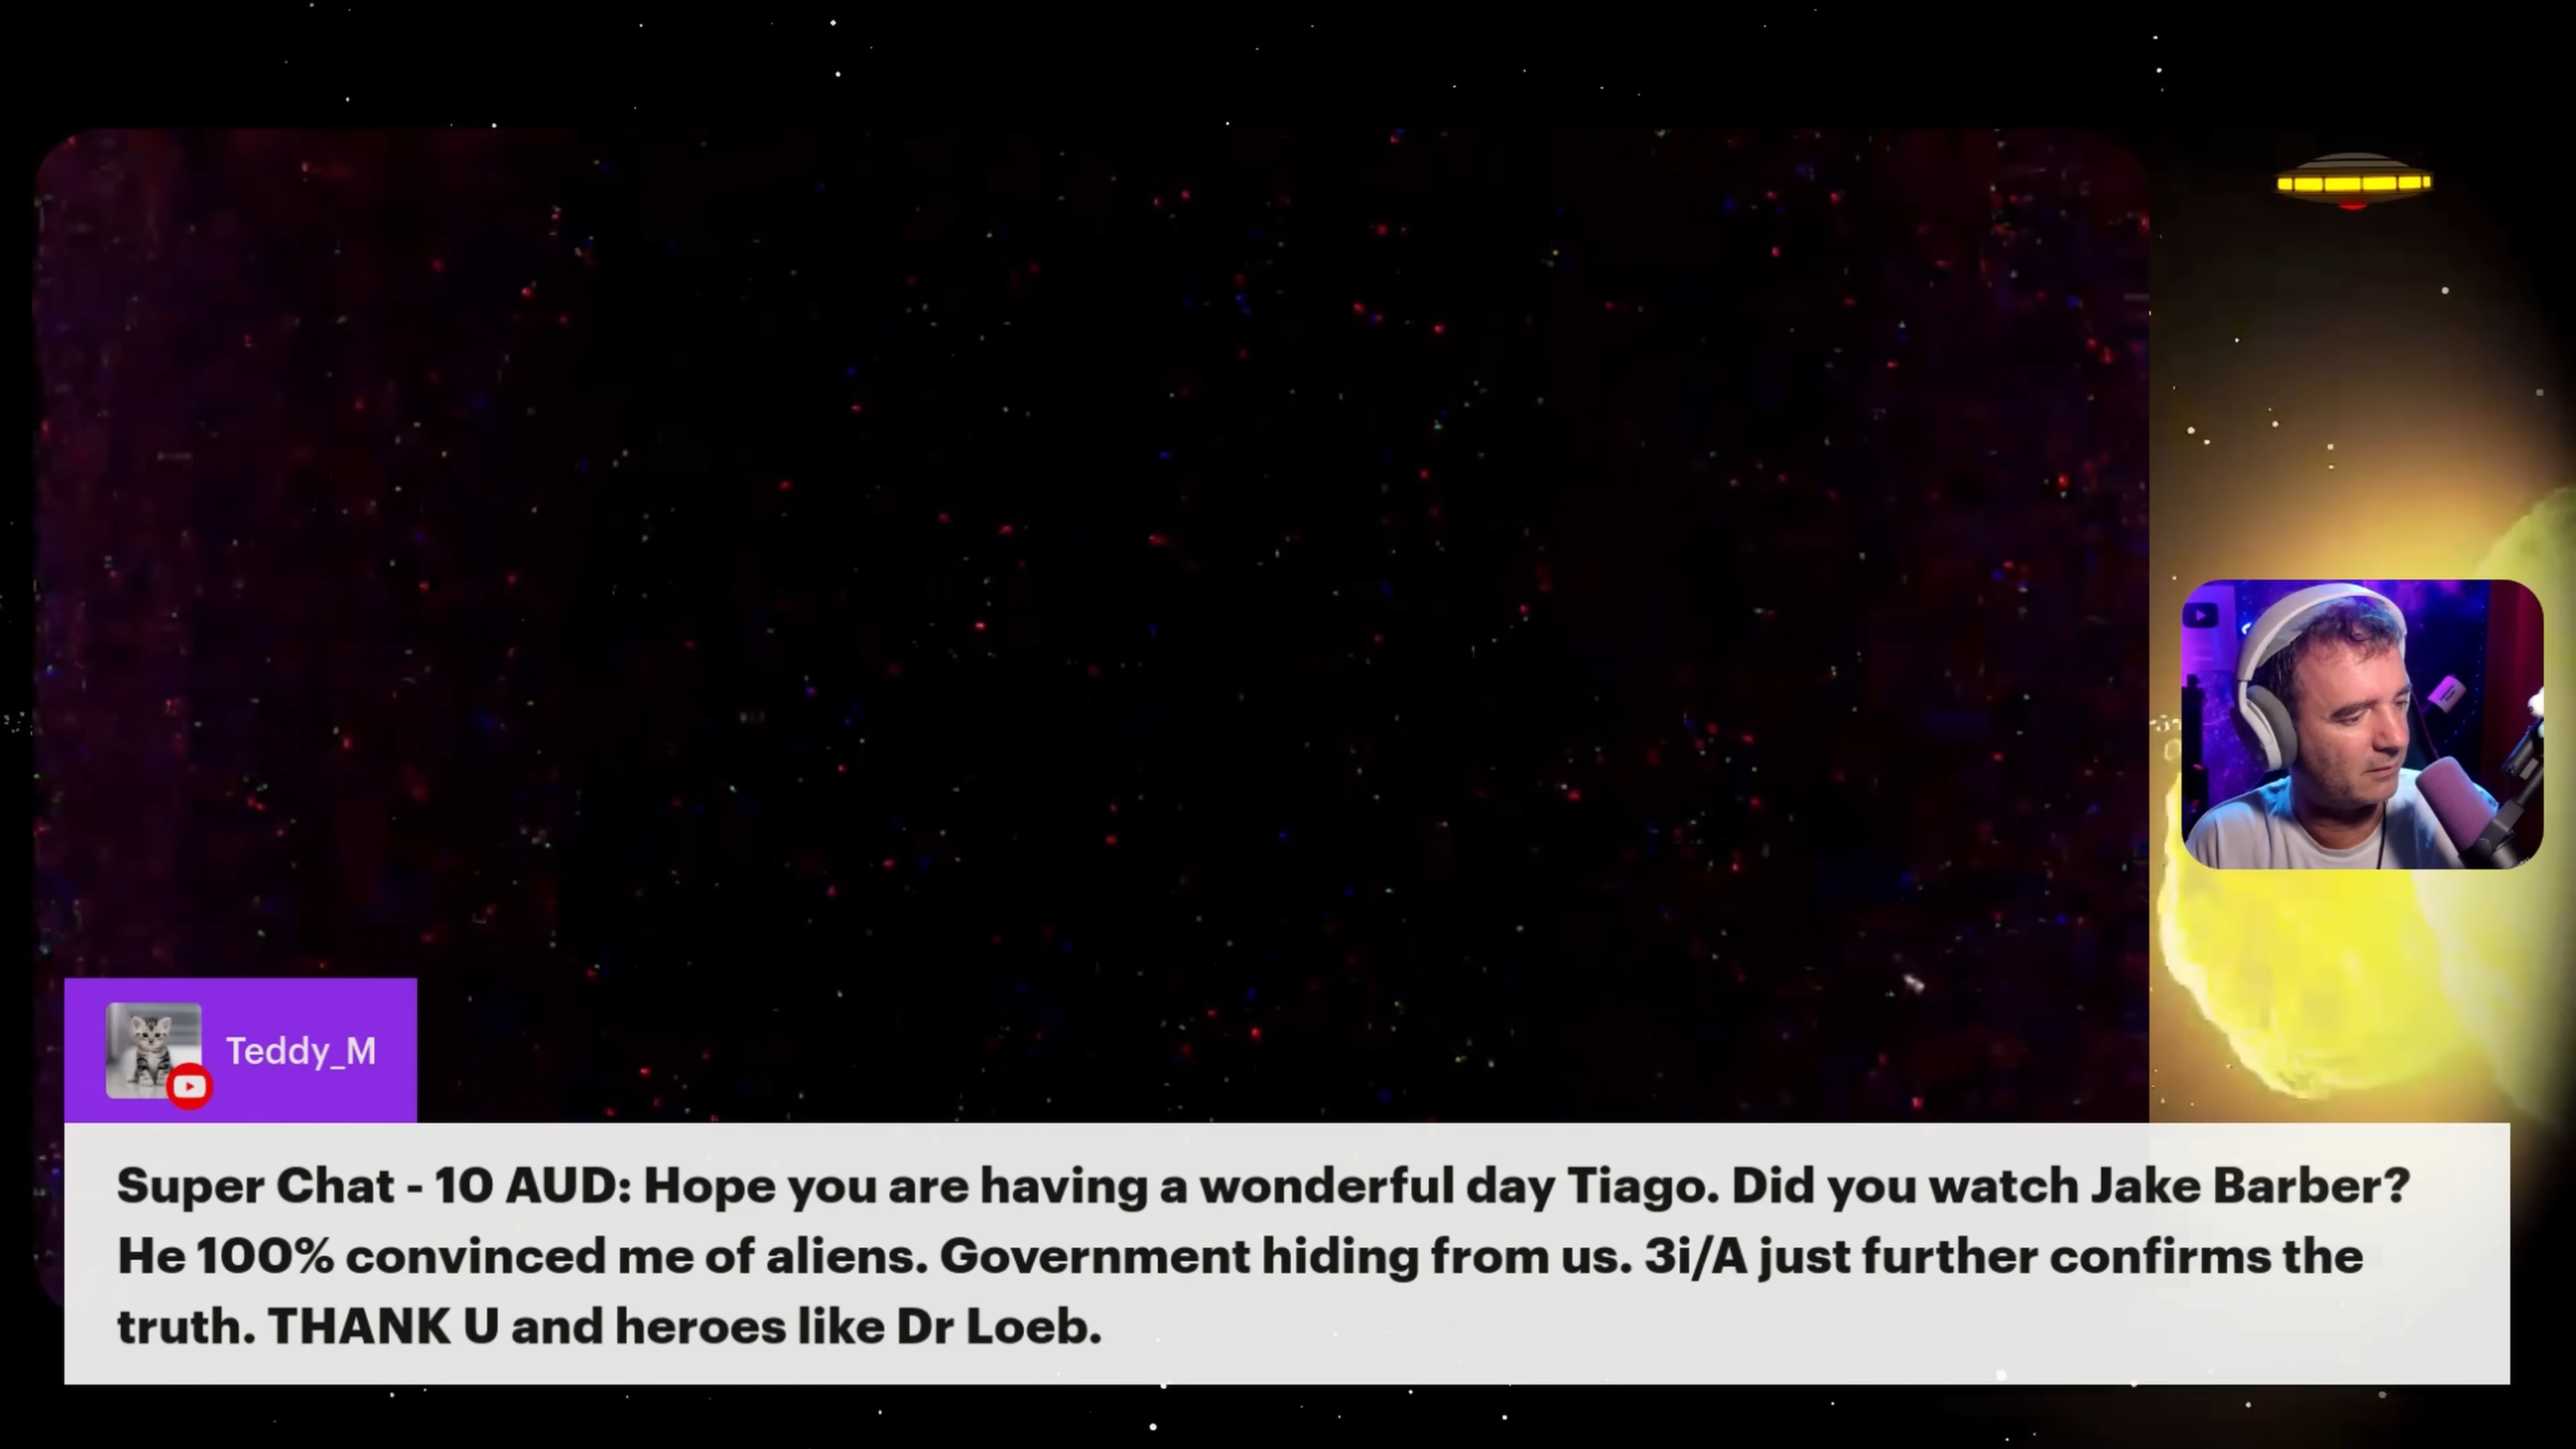 Teddy_M
Super Chat - 10 AUD: Hope you are having a wonderful day Tiago. Did you watch Jake Barber?
He 100% convinced me of aliens. Government hiding from us. 3i/A just further confirms the
truth. THANK U and heroes like Dr Loeb.